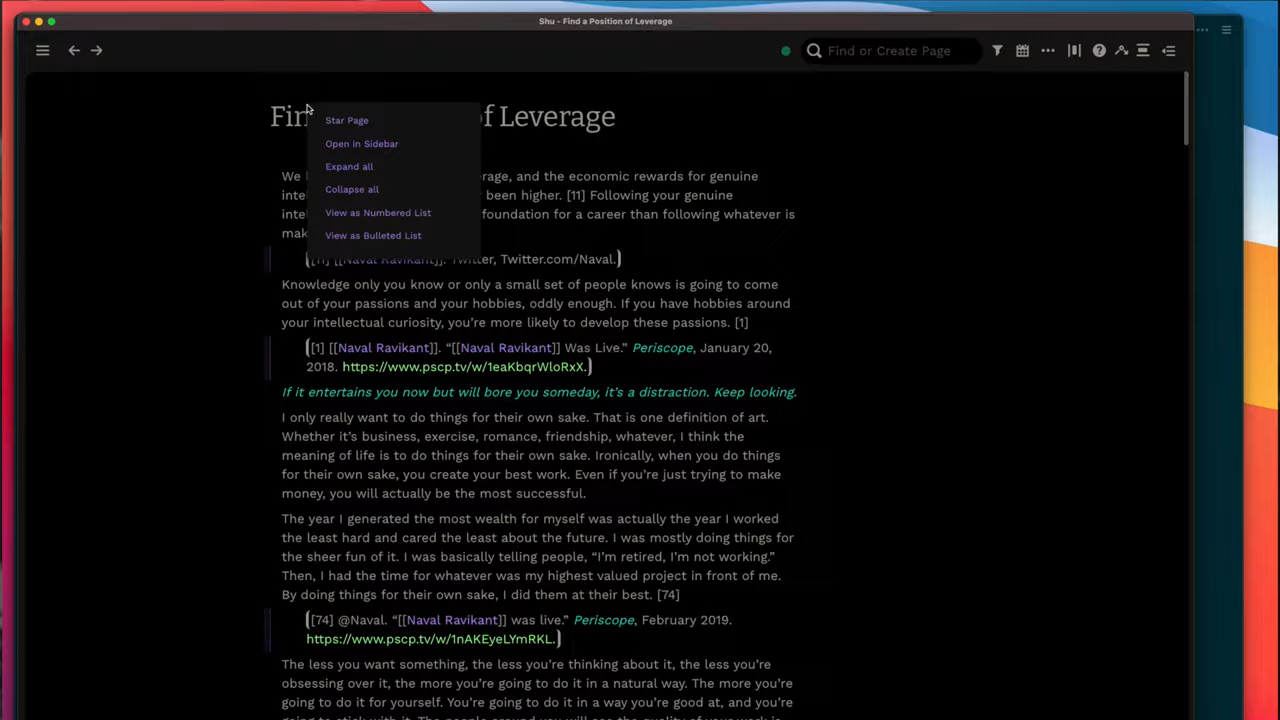 Shu - Find a Position of Leverage
Find or Create Page
Fin of Leverage
Star Page
Open in Sidebar
Expand all
Collapse all
View as Numbered List
View as Bulleted List
We erage, and the economic rewards for genuine
inte been higher. [11] Following your genuine
inte foundation for a career than following whatever is
mak
[11] [[Naval Ravikant]]. Twitter, Twitter.com/Naval.
Knowledge only you know or only a small set of people knows is going to come
out of your passions and your hobbies, oddly enough. If you have hobbies around
your intellectual curiosity, you’re more likely to develop these passions. [1]
[1] [[Naval Ravikant]]. “[[Naval Ravikant]] Was Live.” Periscope, January 20,
2018. https://www.pscp.tv/w/1eaKbqrWloRxX.
If it entertains you now but will bore you someday, it’s a distraction. Keep looking.
I only really want to do things for their own sake. That is one definition of art.
Whether it’s business, exercise, romance, friendship, whatever, I think the
meaning of life is to do things for their own sake. Ironically, when you do things
for their own sake, you create your best work. Even if you’re just trying to make
money, you will actually be the most successful.
The year I generated the most wealth for myself was actually the year I worked
the least hard and cared the least about the future. I was mostly doing things for
the sheer fun of it. I was basically telling people, “I’m retired, I’m not working.”
Then, I had the time for whatever was my highest valued project in front of me.
By doing things for their own sake, I did them at their best. [74]
[74] @Naval. “[[Naval Ravikant]] was live.” Periscope, February 2019.
https://www.pscp.tv/w/1nAKEyeLYmRKL.
The less you want something, the less you’re thinking about it, the less you’re
obsessing over it, the more you’re going to do it in a natural way. The more you’re
going to do it for yourself. You’re going to do it in a way you’re good at, and you’re